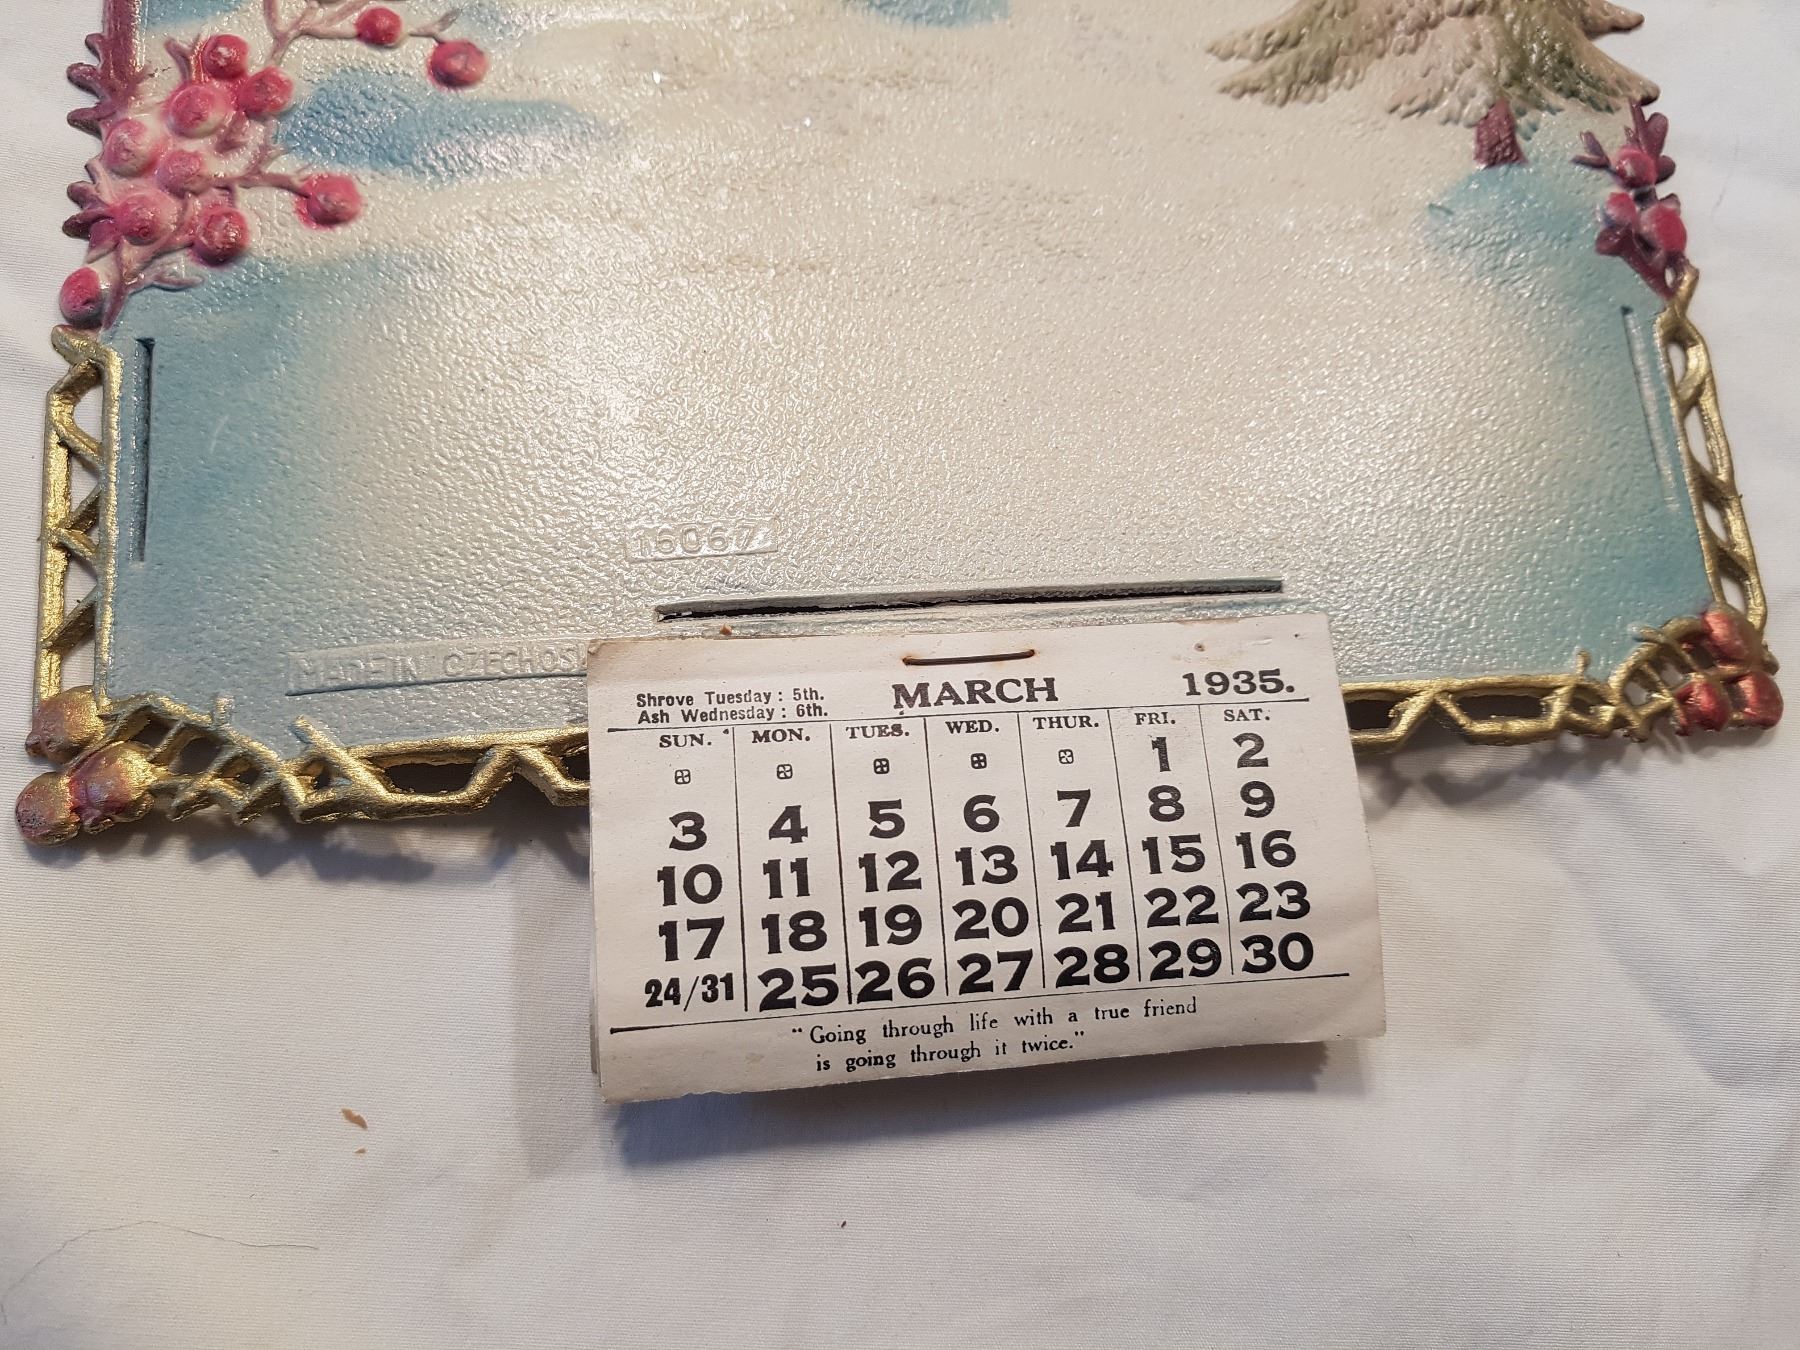 16067
MADE IN CZECHOSL
Shrove Tuesday : 5th.
Ash Wednesday : 6th.
MARCH
1935.
SUN. MON. TUES. WED. THUR. FRI. SAT.
1 2
3 4 5 6 7 8 9
10 11 12 13 14 15 16
17 18 19 20 21 22 23
24/31 25 26 27 28 29 30
"Going through life with a true friend
is going through it twice."